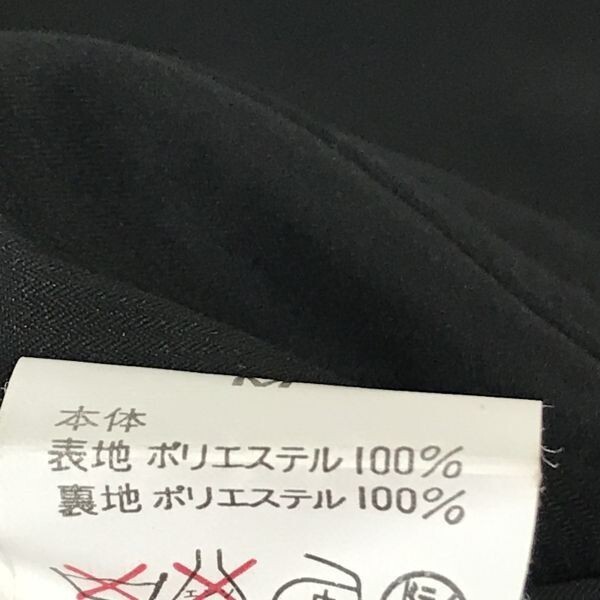 本体
表地 ポリエステル 100%
裏地 ポリエステル 100%